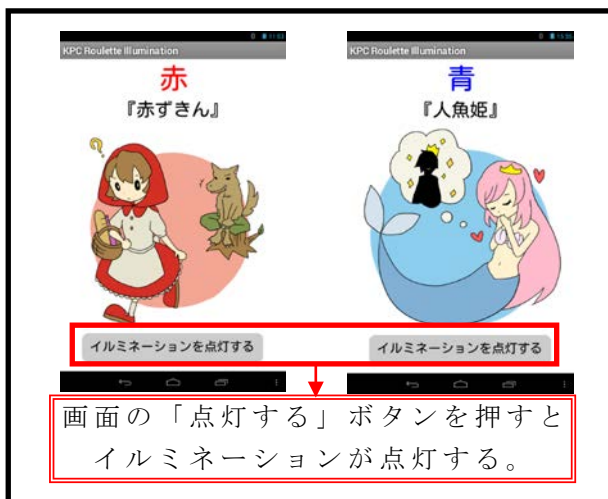 KPC Roulette Illumination
赤
『赤ずきん』
イルミネーションを点灯する
KPC Roulette Illumination
青
『人魚姫』
イルミネーションを点灯する
画面の「点灯する」ボタンを押すと
イルミネーションが点灯する。